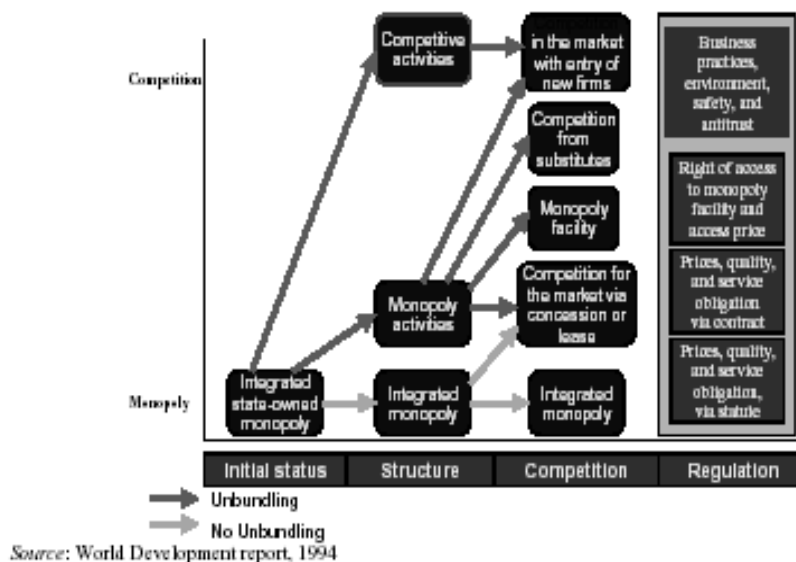 Competition
Monopoly
Integrated
state-owned
monopoly
Competitive
activities
Monopoly
activities
Integrated
monopoly
Competition
in the market
with entry of
new firms
Competition
from
substitutes
Monopoly
facility
Competition for
the market via
concession or
lease
Integrated
monopoly
Business
practices,
environment,
safety, and
antitrust
Right of access
to monopoly
facility and
access price
Prices, quality,
and service
obligation
via contract
Prices, quality,
and service
obligation,
via statute
Initial status
Structure
Competition
Regulation
Unbundling
No Unbundling
Source: World Development report, 1994